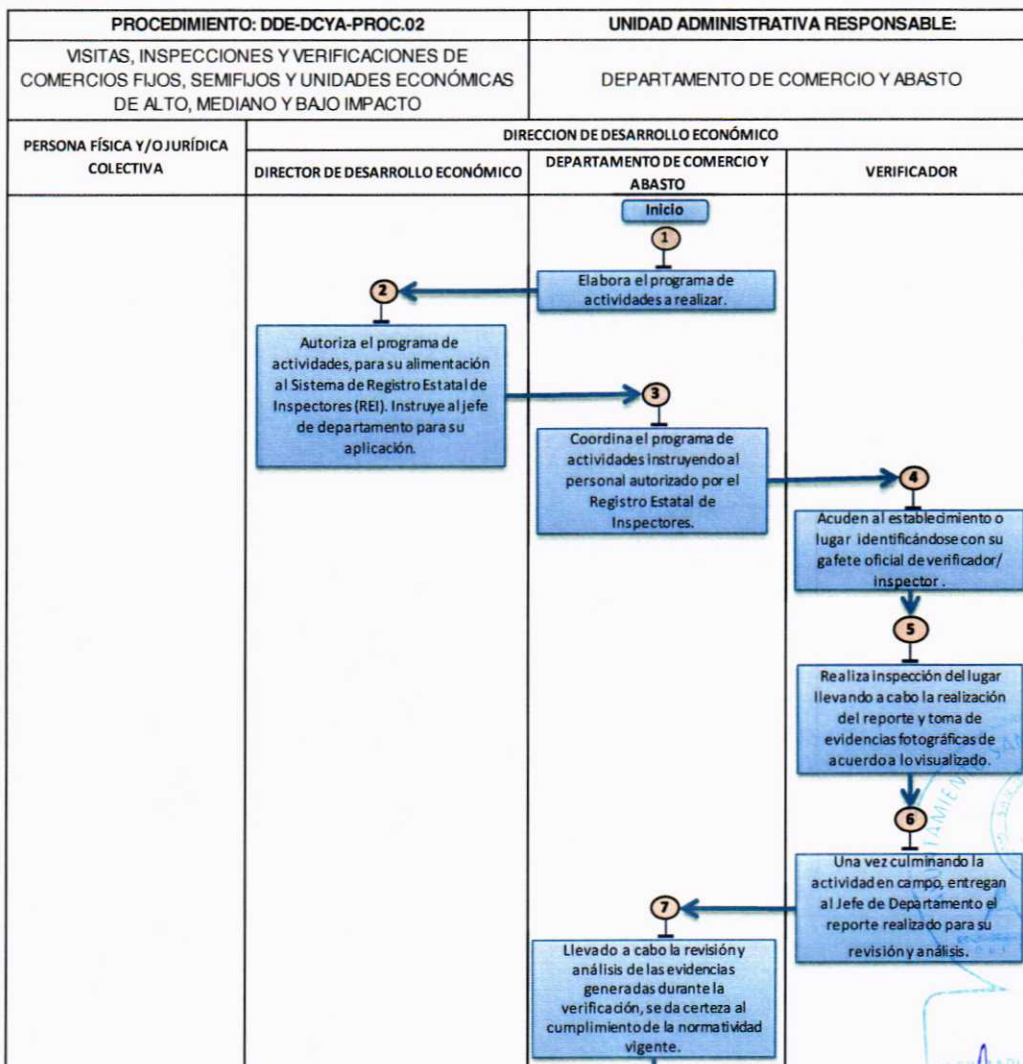 PROCEDIMIENTO: DDE-DCYA-PROC.02
UNIDAD ADMINISTRATIVA RESPONSABLE:
VISITAS, INSPECCIONES Y VERIFICACIONES DE
COMERCIOS FIJOS, SEMIFIJOS Y UNIDADES ECONÓMICAS
DE ALTO, MEDIANO Y BAJO IMPACTO
DEPARTAMENTO DE COMERCIO Y ABASTO
PERSONA FÍSICA Y/O JURÍDICA
COLECTIVA
DIRECCION DE DESARROLLO ECONÓMICO
DIRECTOR DE DESARROLLO ECONÓMICO
DEPARTAMENTO DE COMERCIO Y
ABASTO
VERIFICADOR
Inicio
1
Elabora el programa de
actividades a realizar.
2
Autoriza el programa de
actividades, para su alimentación
al Sistema de Registro Estatal de
Inspectores (REI). Instruye al jefe
de departamento para su
aplicación.
3
Coordina el programa de
actividades instruyendo al
personal autorizado por el
Registro Estatal de
Inspectores.
4
Acuden al establecimiento o
lugar identificándose con su
gafete oficial de verificador/
inspector .
5
Realiza inspección del lugar
llevando a cabo la realización
del reporte y toma de
evidencias fotográficas de
acuerdo a lo visualizado.
6
Una vez culminando la
actividad en campo, entregan
al Jefe de Departamento el
reporte realizado para su
revisión y análisis.
7
Llevado a cabo la revisión y
análisis de las evidencias
generadas durante la
verificación, se da certeza al
cumplimiento de la normatividad
vigente.